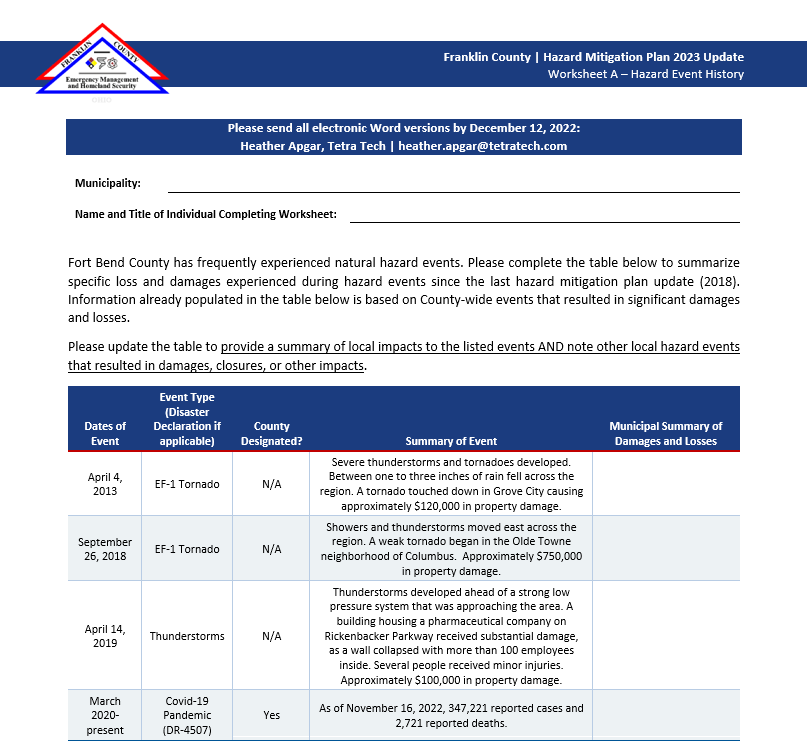 FRANKLIN COUNTY
Emergency Management
and Homeland Security
OHIO
Franklin County | Hazard Mitigation Plan 2023 Update
Worksheet A – Hazard Event History
Please send all electronic Word versions by December 12, 2022:
Heather Apgar, Tetra Tech | heather.apgar@tetratech.com
Municipality:
Name and Title of Individual Completing Worksheet:
Fort Bend County has frequently experienced natural hazard events. Please complete the table below to summarize
specific loss and damages experienced during hazard events since the last hazard mitigation plan update (2018).
Information already populated in the table below is based on County-wide events that resulted in significant damages
and losses.
Please update the table to provide a summary of local impacts to the listed events AND note other local hazard events
that resulted in damages, closures, or other impacts.
Dates of
Event
Event Type
(Disaster
Declaration if
applicable)
County
Designated?
Summary of Event
Municipal Summary of
Damages and Losses
April 4,
2013
EF-1 Tornado
N/A
Severe thunderstorms and tornadoes developed.
Between one to three inches of rain fell across the
region. A tornado touched down in Grove City causing
approximately $120,000 in property damage.
September
26, 2018
EF-1 Tornado
N/A
Showers and thunderstorms moved east across the
region. A weak tornado began in the Olde Towne
neighborhood of Columbus. Approximately $750,000
in property damage.
April 14,
2019
Thunderstorms
N/A
Thunderstorms developed ahead of a strong low
pressure system that was approaching the area. A
building housing a pharmaceutical company on
Rickenbacker Parkway received substantial damage,
as a wall collapsed with more than 100 employees
inside. Several people received minor injuries.
Approximately $100,000 in property damage.
March
2020-
present
Covid-19
Pandemic
(DR-4507)
Yes
As of November 16, 2022, 347,221 reported cases and
2,721 reported deaths.